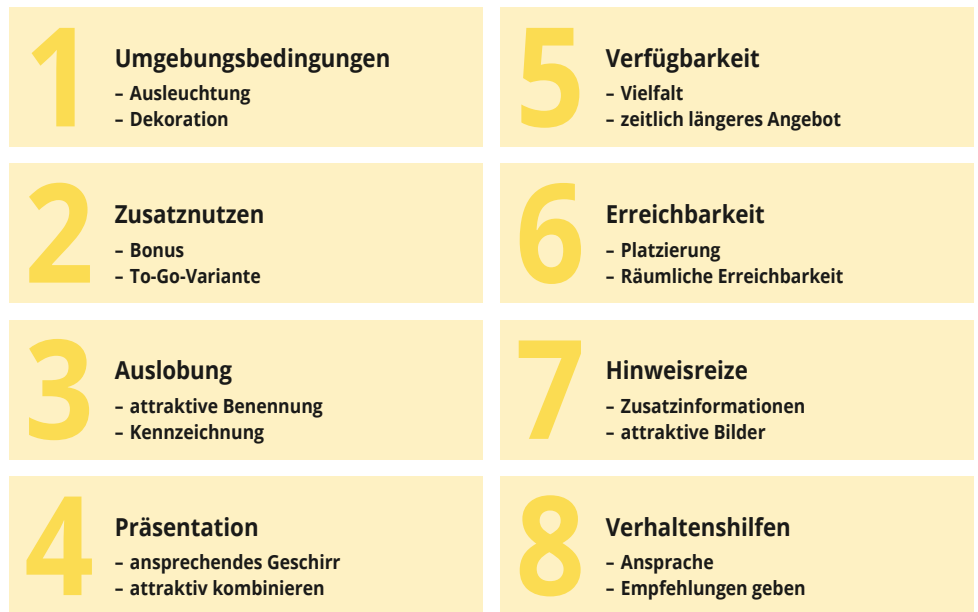 1
Umgebungsbedingungen
– Ausleuchtung
– Dekoration
2
Zusatznutzen
– Bonus
– To-Go-Variante
3
Auslobung
– attraktive Benennung
– Kennzeichnung
4
Präsentation
– ansprechendes Geschirr
– attraktiv kombinieren
5
Verfügbarkeit
– Vielfalt
– zeitlich längeres Angebot
6
Erreichbarkeit
– Platzierung
– Räumliche Erreichbarkeit
7
Hinweisreize
– Zusatzinformationen
– attraktive Bilder
8
Verhaltenshilfen
– Ansprache
– Empfehlungen geben